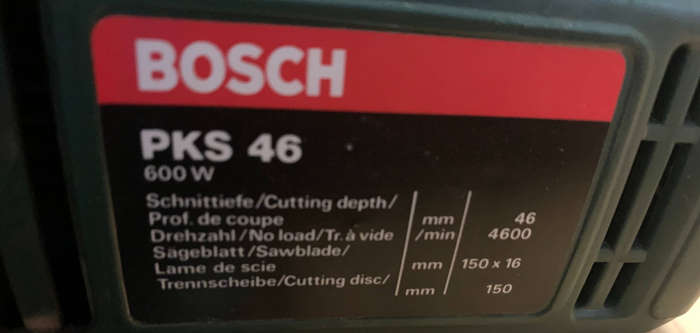 BOSCH
PKS 46
600 W
Schnittiefe/Cutting depth/
Prof. de coupe mm 46
Drehzahl/No load/Tr. à vide /min 4600
Sägeblatt/Sawblade/
Lame de scie mm 150 x 16
Trennscheibe/Cutting disc/
mm 150